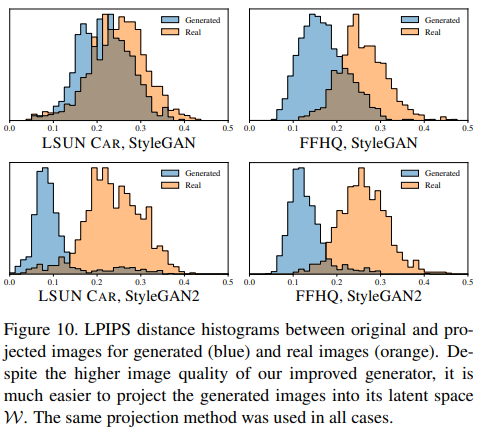 Generated
Real
Generated
Real
0.0 0.1 0.2 0.3 0.4 0.5
0.0 0.1 0.2 0.3 0.4 0.5
LSUN CAR, StyleGAN
FFHQ, StyleGAN
Generated
Real
Generated
Real
0.0 0.1 0.2 0.3 0.4 0.5
0.0 0.1 0.2 0.3 0.4 0.5
LSUN CAR, StyleGAN2
FFHQ, StyleGAN2
Figure 10. LPIPS distance histograms between original and pro-
jected images for generated (blue) and real images (orange). De-
spite the higher image quality of our improved generator, it is
much easier to project the generated images into its latent space
W. The same projection method was used in all cases.